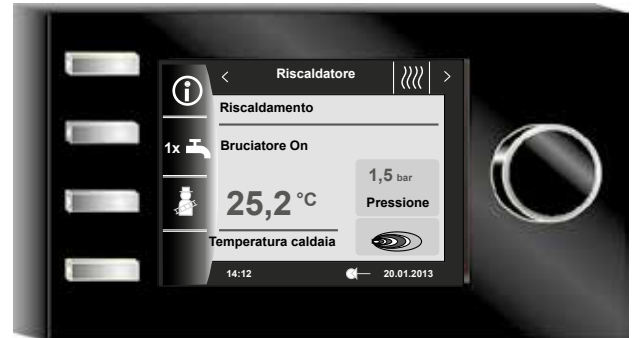 Riscaldatore
Riscaldamento
1x
Bruciatore On
1,5 bar
Pressione
25,2 °C
Temperatura caldaia
14:12
20.01.2013